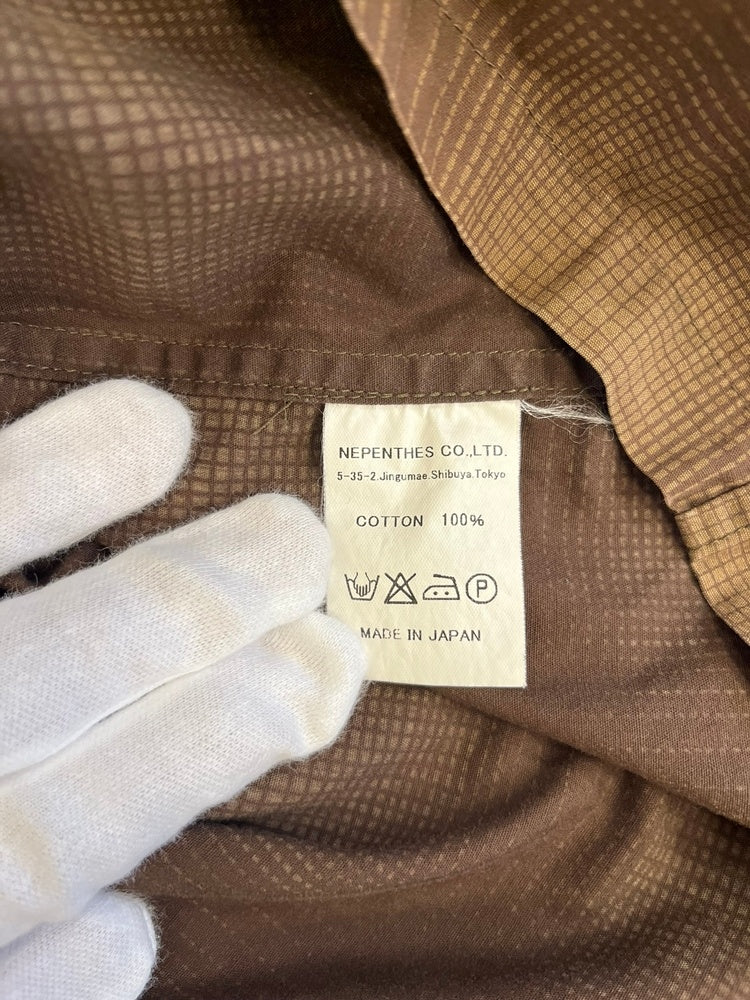 NEPENTHES CO.,LTD.
5-35-2.Jingumae.Shibuya.Tokyo
COTTON 100%
P
MADE IN JAPAN